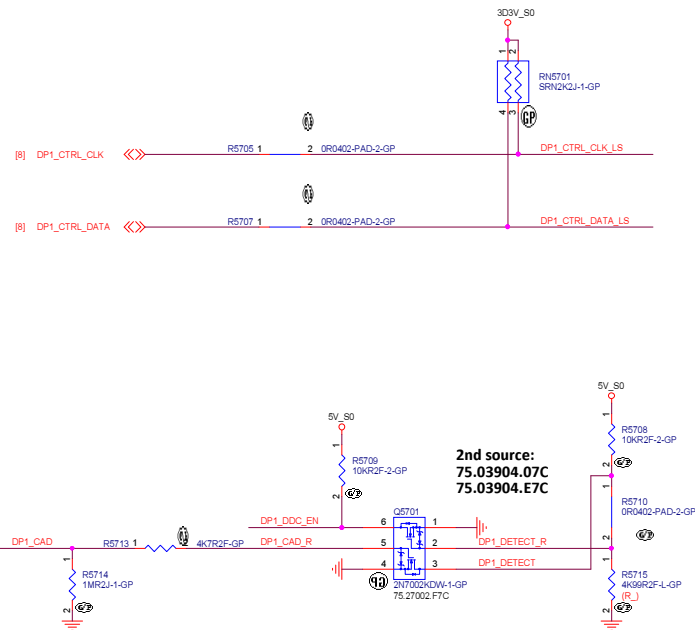 3D3V_S0
1
2
RN5701
SRN2K2J-1-GP
4
3
GP
[8] DP1_CTRL_CLK
R5705 1
2 0R0402-PAD-2-GP
DP1_CTRL_CLK_LS
[8] DP1_CTRL_DATA
R5707 1
2 0R0402-PAD-2-GP
DP1_CTRL_DATA_LS
5V_S0
1
R5708
10KR2F-2-GP
2
5V_S0
1
R5709
10KR2F-2-GP
2
2nd source:
75.03904.07C
75.03904.E7C
1
R5710
0R0402-PAD-2-GP
2
DP1_DDC_EN
6
Q5701
1
DP1_CAD
R5713 1
2 4K7R2F-GP
DP1_CAD_R
5
2
DP1_DETECT_R
4
3
DP1_DETECT
2N7002KDW-1-GP
75.27002.F7C
1
R5714
1MR2J-1-GP
2
1
R5715
4K99R2F-L-GP
(R_)
2